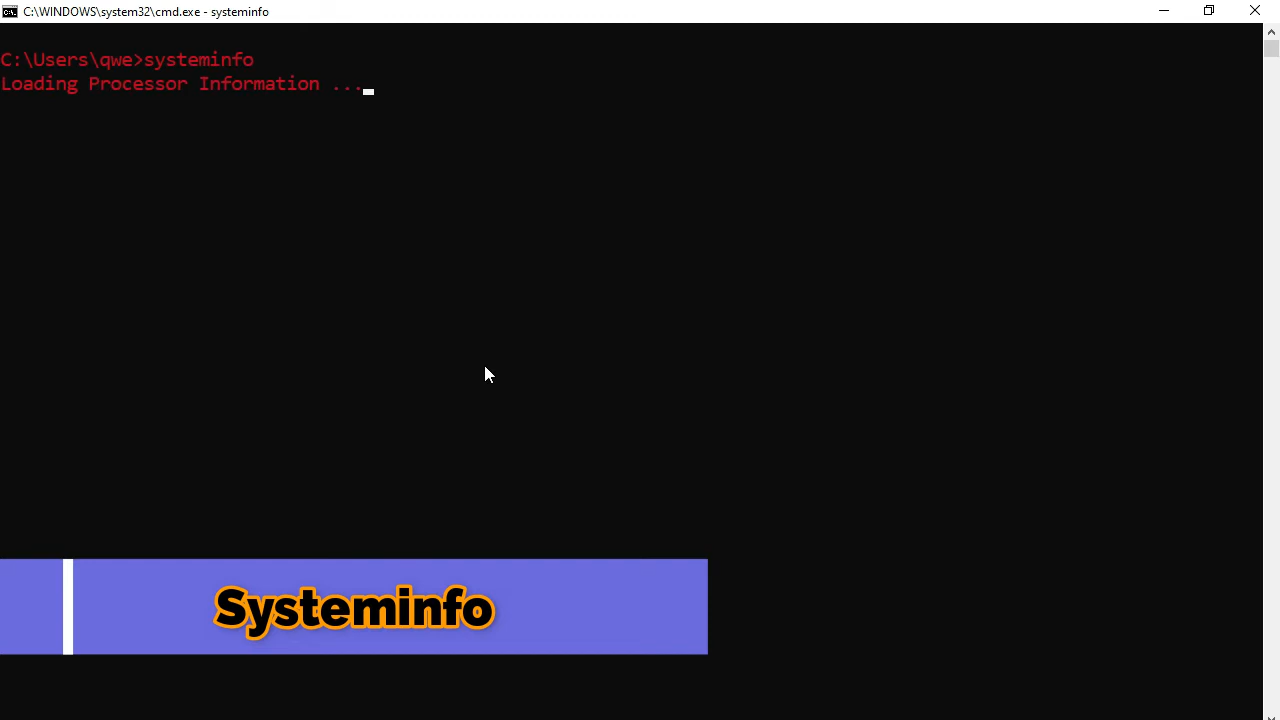 C:\WINDOWS\system32\cmd.exe - systeminfo
C:\Users\qwe>systeminfo
Loading Processor Information ...
Systeminfo